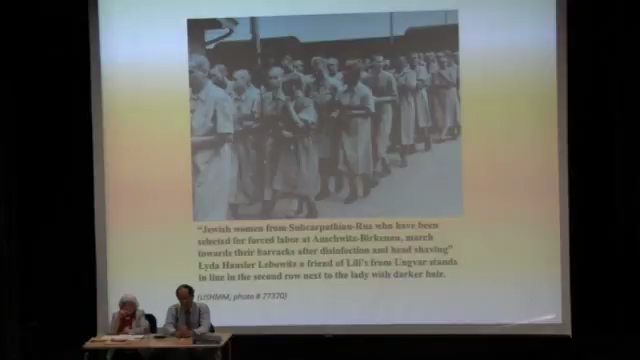 "Jewish women from Subcarpathian-Rus who have been
selected for forced labor at Auschwitz-Birkenau, march
towards their barracks after disinfection and head shaving"
Lyda Hausler Lebowitz a friend of Lili's from Ungvar stands
in line in the second row next to the lady with darker hair.
(USHMM, photo # 77370)